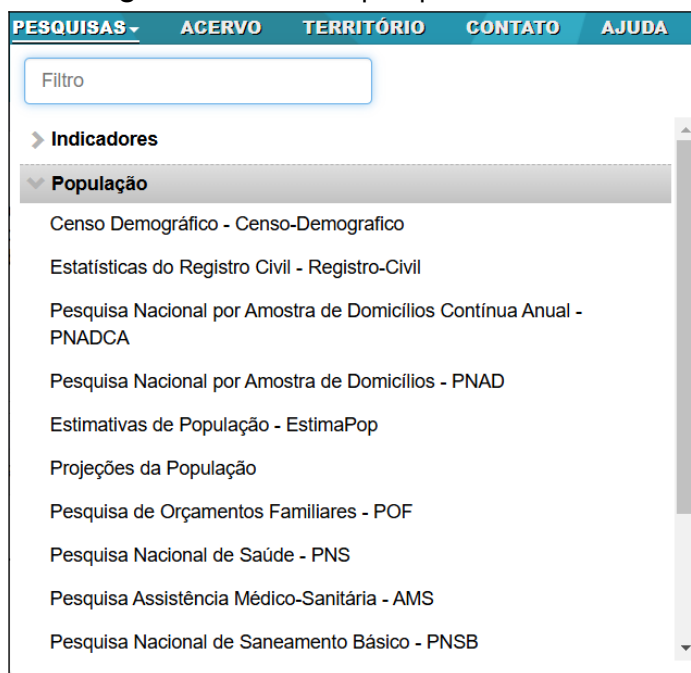 PESQUISAS ACERVO TERRITÓRIO CONTATO AJUDA
Filtro
Indicadores
População
Censo Demográfico - Censo-Demografico
Estatísticas do Registro Civil - Registro-Civil
Pesquisa Nacional por Amostra de Domicílios Contínua Anual -
PNADCA
Pesquisa Nacional por Amostra de Domicílios - PNAD
Estimativas de População - EstimaPop
Projeções da População
Pesquisa de Orçamentos Familiares - POF
Pesquisa Nacional de Saúde - PNS
Pesquisa Assistência Médico-Sanitária - AMS
Pesquisa Nacional de Saneamento Básico - PNSB